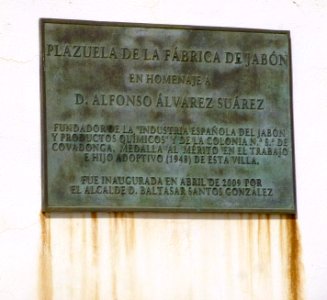 PLAZUELA DE LA FÁBRICA DE JABÓN
EN HOMENAJE A
D. ALFONSO ÁLVAREZ SUÁREZ
FUNDADOR DE LA "INDUSTRIA ESPAÑOLA DEL JABÓN
Y PRODUCTOS QUÍMICOS" Y DE LA COLONIA N.ª S.ª DE
COVADONGA, MEDALLA AL MÉRITO EN EL TRABAJO
E HIJO ADOPTIVO (1948) DE ESTA VILLA.
FUE INAUGURADA EN ABRIL DE 2009 POR
EL ALCALDE D. BALTASAR SANTOS GONZÁLEZ